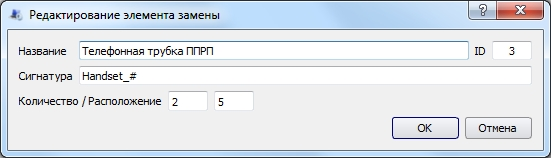 Редактирование элемента замены
Название Телефонная трубка ППРП ID 3
Сигнатура Handset_#
Количество / Расположение 2 5
OK Отмена